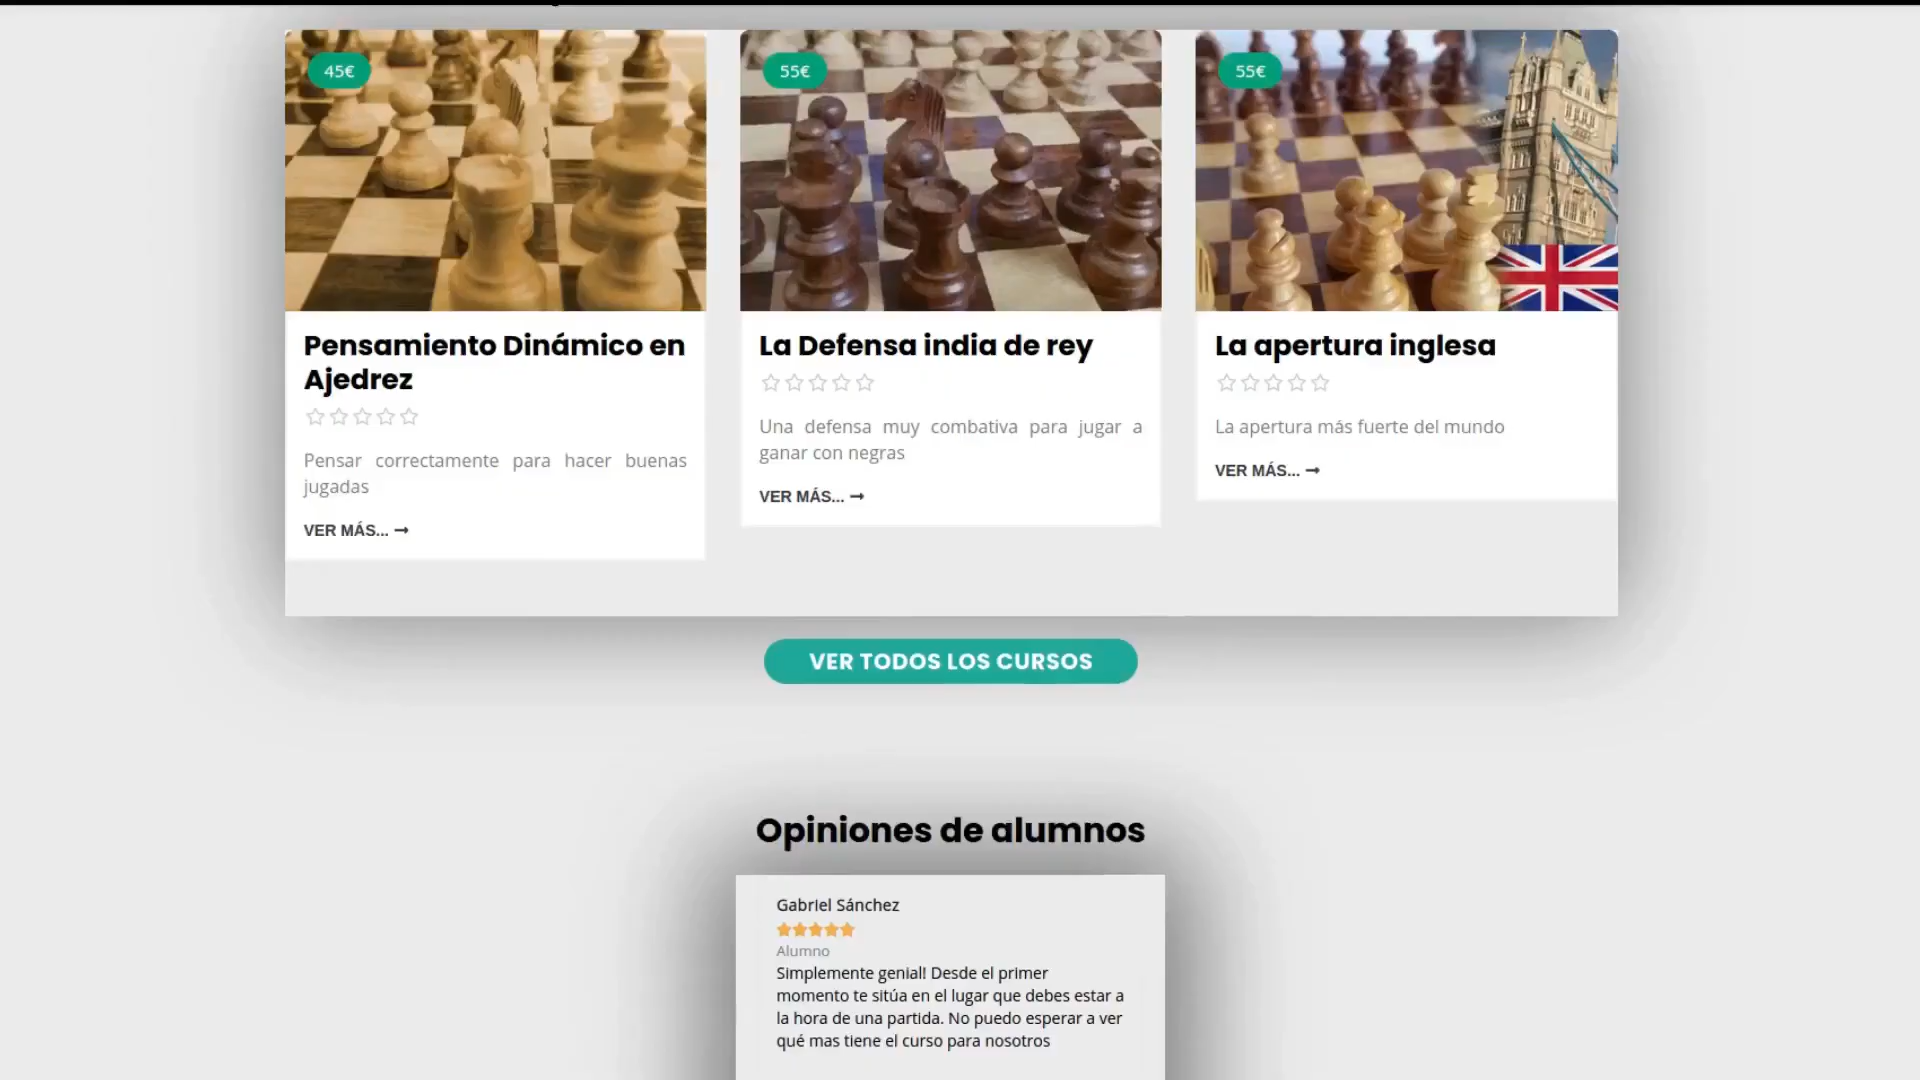 45€
Pensamiento Dinámico en
Ajedrez
Pensar correctamente para hacer buenas
jugadas
VER MÁS...
55€
La Defensa india de rey
Una defensa muy combativa para jugar a
ganar con negras
VER MÁS...
55€
La apertura inglesa
La apertura más fuerte del mundo
VER MÁS...
VER TODOS LOS CURSOS
Opiniones de alumnos
Gabriel Sánchez
Alumno
Simplemente genial! Desde el primer
momento te sitúa en el lugar que debes estar a
la hora de una partida. No puedo esperar a ver
qué mas tiene el curso para nosotros